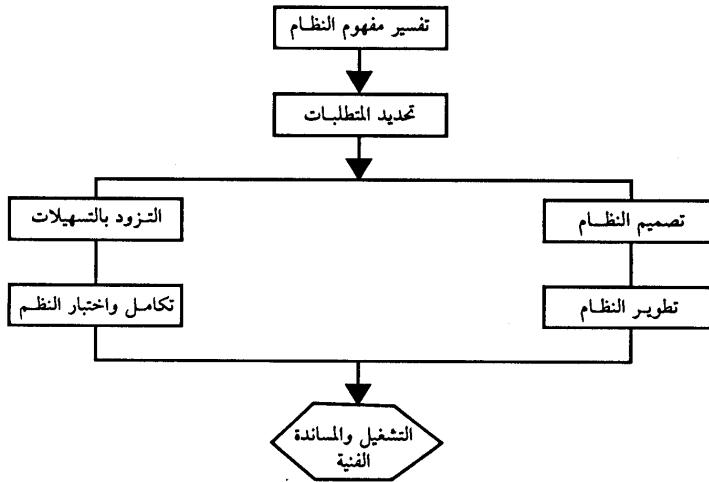 تفسير مفهوم النظام
تحديد المتطلبات
تصميم النظام
التزود بالتسهيلات
تطوير النظام
تكامل واختبار النظم
التشغيل والمساندة
الفنية